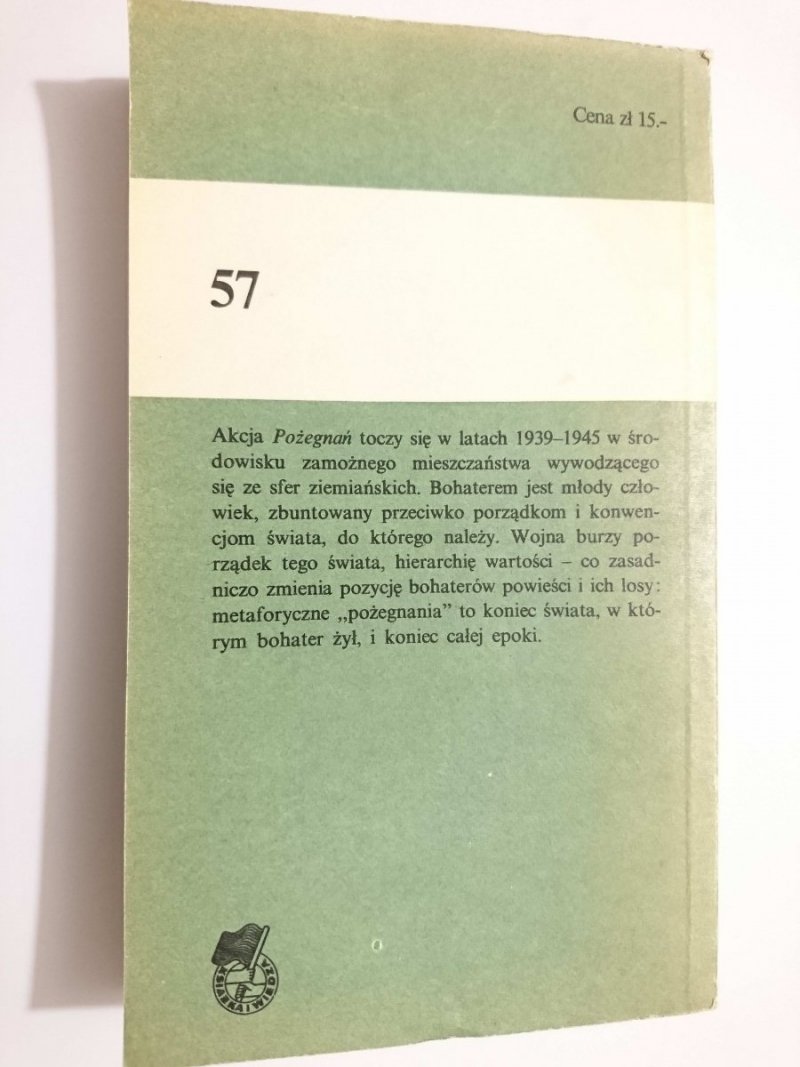 Cena zł 15.-
57
Akcja Pożegnań toczy się w latach 1939–1945 w śro-
dowisku zamożnego mieszczaństwa wywodzącego
się ze sfer ziemiańskich. Bohaterem jest młody czło-
wiek, zbuntowany przeciwko porządkom i konwen-
cjom świata, do którego należy. Wojna burzy po-
rządek tego świata, hierarchię wartości – co zasad-
niczo zmienia pozycję bohaterów powieści i ich losy:
metaforyczne „pożegnania” to koniec świata, w któ-
rym bohater żył, i koniec całej epoki.
KSIĄŻKA I WIEDZA